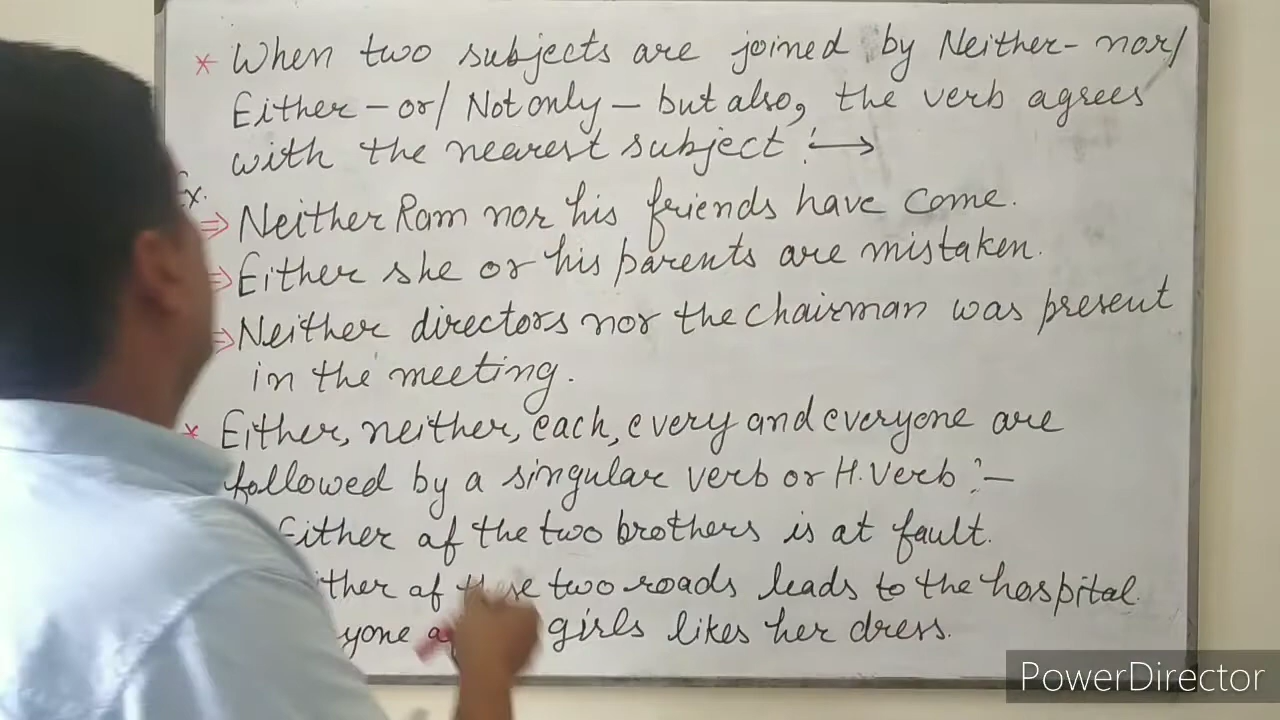 * When two subjects are joined by Neither - nor/
Either - or/ Not only - but also, the verb agrees
with the nearest subject :→
Ex.
⇒ Neither Ram nor his friends have come.
⇒ Either she or his parents are mistaken.
⇒ Neither directors nor the chairman was present
in the meeting.
* Either, neither, each, every and everyone are
followed by a singular verb or H. Verb :-
Either of the two brothers is at fault.
of these two roads leads to the hospital.
girls likes her dress.
PowerDirector